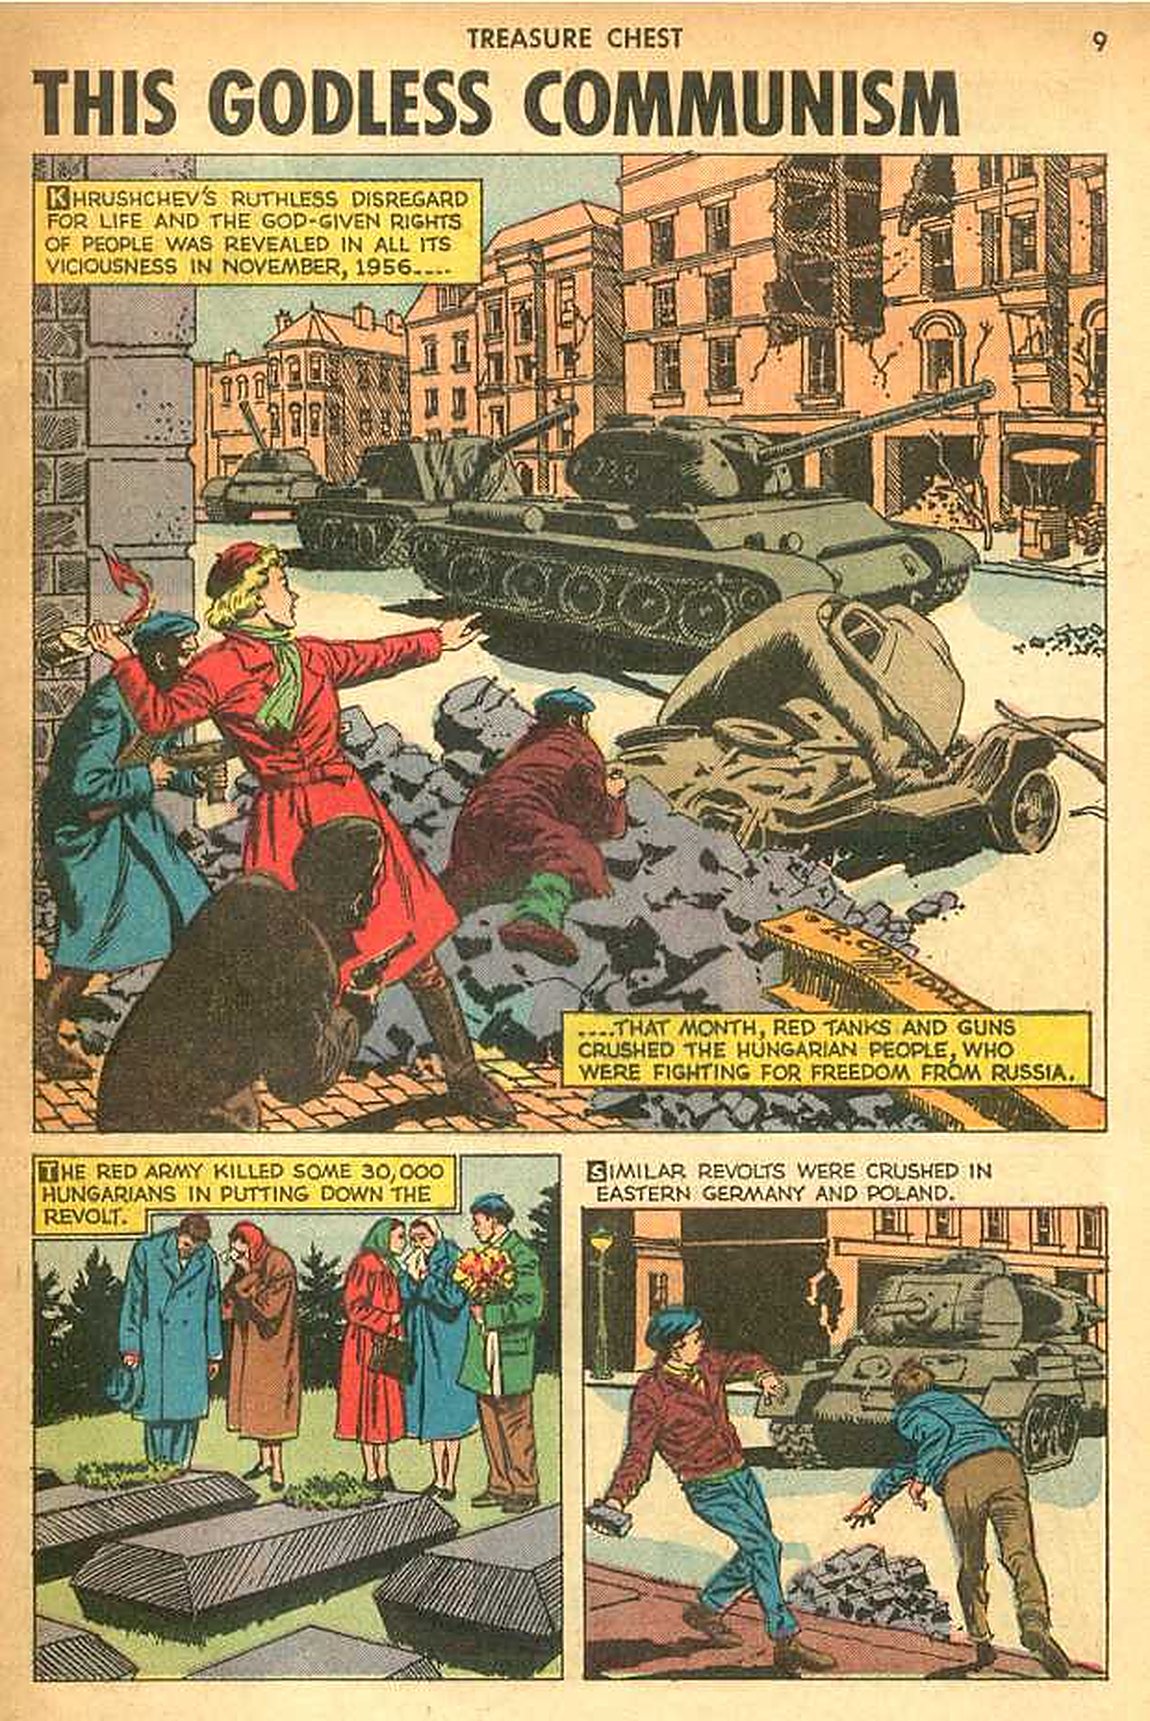 TREASURE CHEST
9
THIS GODLESS COMMUNISM
KHRUSHCHEV'S RUTHLESS DISREGARD
FOR LIFE AND THE GOD-GIVEN RIGHTS
OF PEOPLE WAS REVEALED IN ALL ITS
VICIOUSNESS IN NOVEMBER, 1956....
R. CRANDALL
....THAT MONTH, RED TANKS AND GUNS
CRUSHED THE HUNGARIAN PEOPLE, WHO
WERE FIGHTING FOR FREEDOM FROM RUSSIA.
THE RED ARMY KILLED SOME 30,000
HUNGARIANS IN PUTTING DOWN THE
REVOLT.
SIMILAR REVOLTS WERE CRUSHED IN
EASTERN GERMANY AND POLAND.